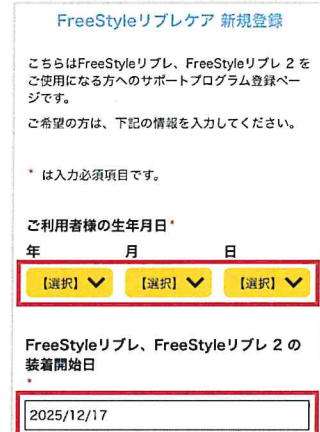 FreeStyleリブレケア 新規登録
こちらはFreeStyleリブレ、FreeStyleリブレ 2 を
ご使用になる方へのサポートプログラム登録ペー
ジです。
ご希望の方は、下記の情報を入力してください。
* は入力必須項目です。
ご利用者様の生年月日*
年 月 日
【選択】 【選択】 【選択】
FreeStyleリブレ、FreeStyleリブレ 2 の
装着開始日
*
2025/12/17